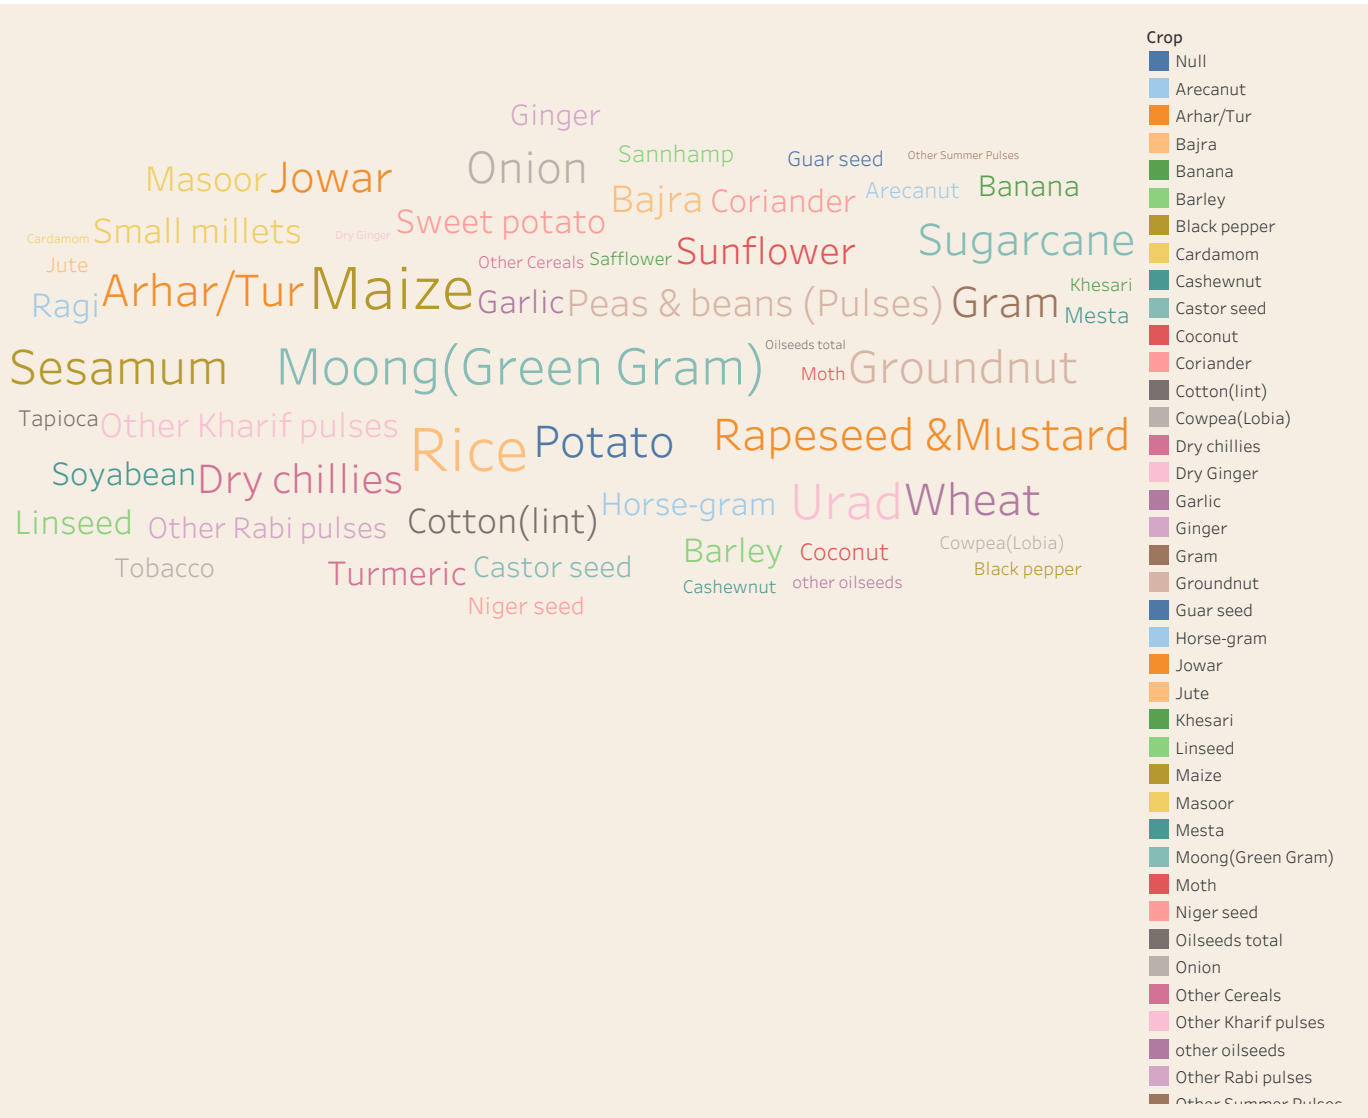 Ginger
Onion
Sannhamp
Guar seed
Other Summer Pulses
Masoor
Jowar
Bajra
Coriander
Arecanut
Banana
Cardamom
Small millets
Dry Ginger
Sweet potato
Sunflower
Sugarcane
Jute
Other Cereals
Safflower
Ragi
Arhar/Tur
Maize
Garlic
Peas & beans (Pulses)
Gram
Khesari
Mesta
Sesamum
Moong(Green Gram)
Oilseeds total
Moth
Groundnut
Tapioca
Other Kharif pulses
Rice
Potato
Rapeseed &Mustard
Soyabean
Dry chillies
Horse-gram
Urad
Wheat
Linseed
Other Rabi pulses
Cotton(lint)
Barley
Coconut
Cowpea(Lobia)
Tobacco
Turmeric
Castor seed
Cashewnut
other oilseeds
Black pepper
Niger seed
Crop
Null
Arecanut
Arhar/Tur
Bajra
Banana
Barley
Black pepper
Cardamom
Cashewnut
Castor seed
Coconut
Coriander
Cotton(lint)
Cowpea(Lobia)
Dry chillies
Dry Ginger
Garlic
Ginger
Gram
Groundnut
Guar seed
Horse-gram
Jowar
Jute
Khesari
Linseed
Maize
Masoor
Mesta
Moong(Green Gram)
Moth
Niger seed
Oilseeds total
Onion
Other Cereals
Other Kharif pulses
other oilseeds
Other Rabi pulses
Other Summer Pulses